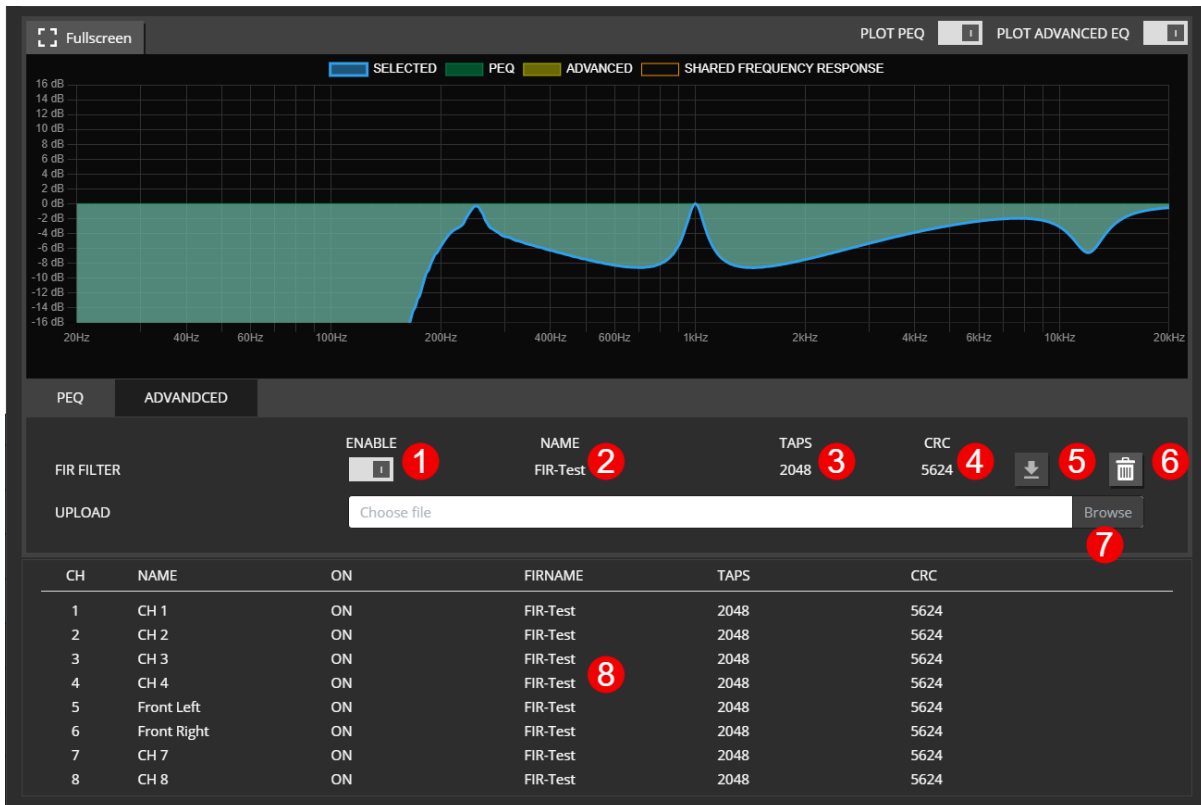 Fullscreen PLOT PEQ I PLOT ADVANCED EQ I
SELECTED PEQ ADVANCED SHARED FREQUENCY RESPONSE
16 dB
14 dB
12 dB
10 dB
8 dB
6 dB
4 dB
2 dB
0 dB
-2 dB
-4 dB
-6 dB
-8 dB
-10 dB
-12 dB
-14 dB
-16 dB
20Hz 40Hz 60Hz 100Hz 200Hz 400Hz 600Hz 1kHz 2kHz 4kHz 6kHz 10kHz 20kHz
PEQ ADVANDCED
ENABLE NAME TAPS CRC
FIR FILTER I 1 FIR-Test 2 2048 3 5624 4 5 6
UPLOAD Choose file Browse
7
CH NAME ON FIRNAME TAPS CRC
1 CH 1 ON FIR-Test 2048 5624
2 CH 2 ON FIR-Test 2048 5624
3 CH 3 ON FIR-Test 2048 5624
8
4 CH 4 ON FIR-Test 2048 5624
5 Front Left ON FIR-Test 2048 5624
6 Front Right ON FIR-Test 2048 5624
7 CH 7 ON FIR-Test 2048 5624
8 CH 8 ON FIR-Test 2048 5624